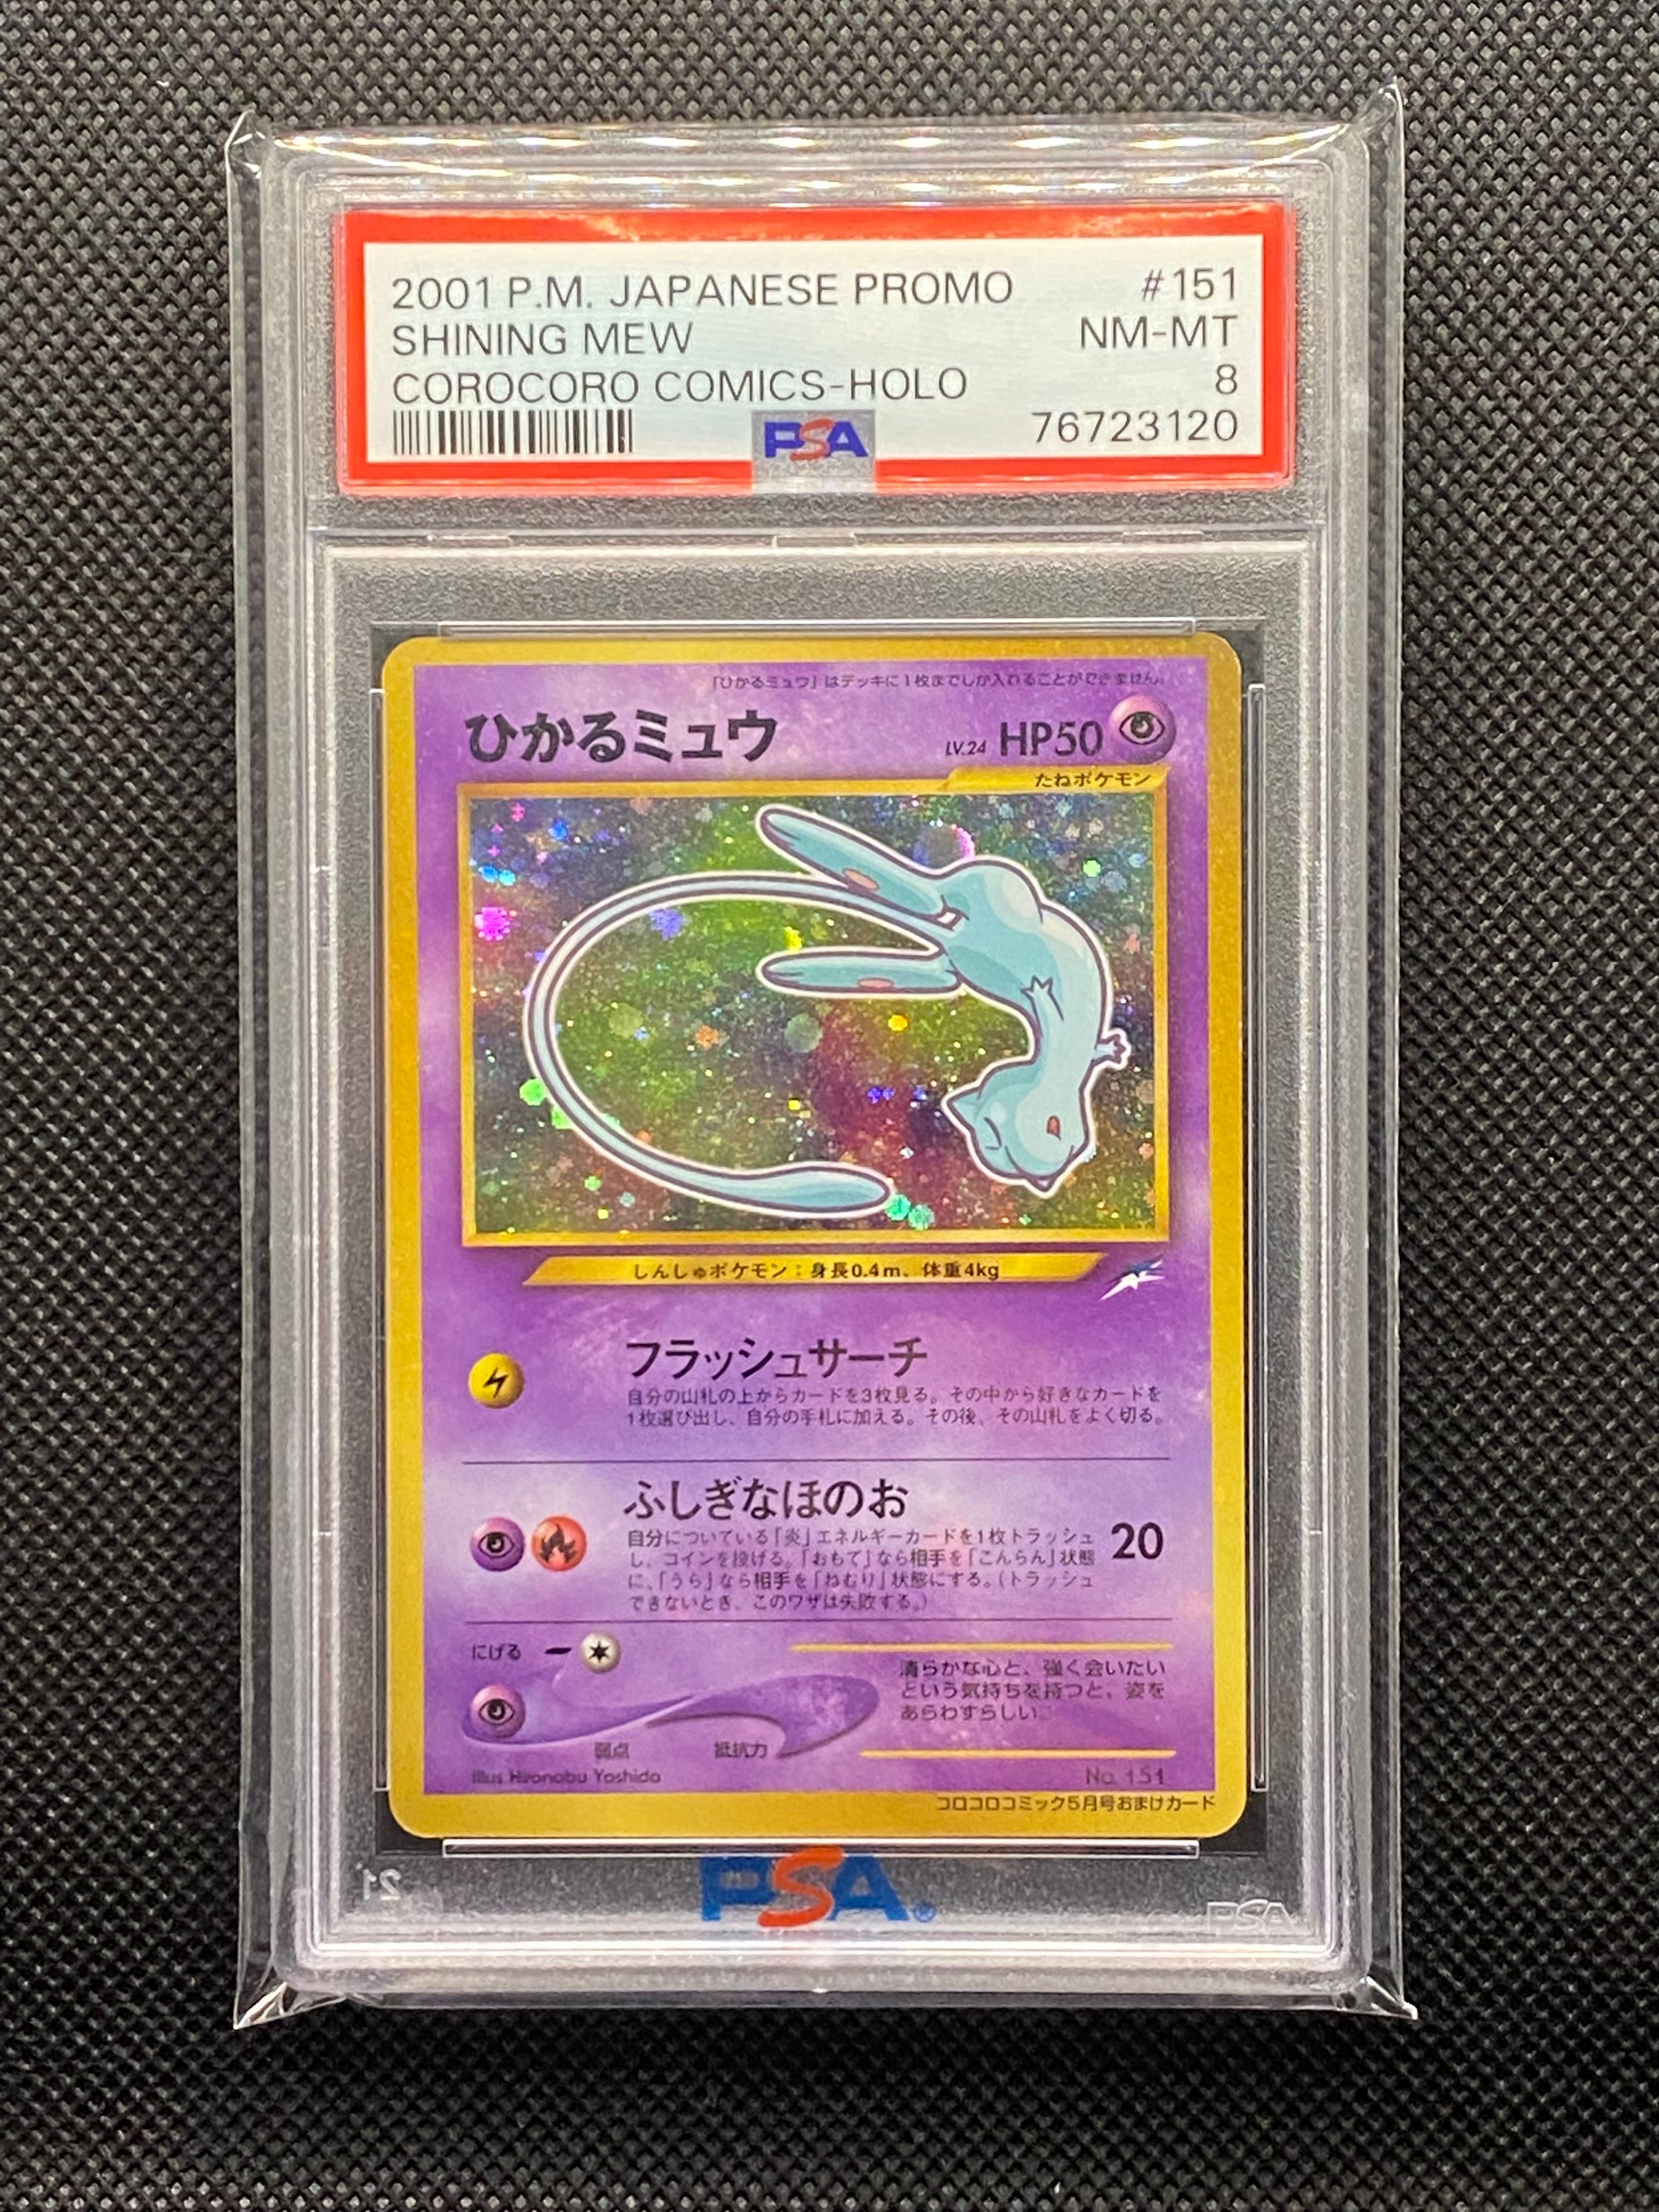 2001 P.M. JAPANESE PROMO #151
SHINING MEW NM-MT
COROCORO COMICS-HOLO 8
PSA 76723120
「ひかるミュウ」はデッキに1枚までしか入れることができません。
ひかるミュウ LV.24 HP50
たねポケモン
しんしゅポケモン：身長0.4m、体重4kg
フラッシュサーチ
自分の山札の上からカードを3枚見る。その中から好きなカードを
1枚選び出し、自分の手札に加える。その後、その山札をよく切る。
ふしぎなほのお 20
自分についている「炎」エネルギーカードを1枚トラッシュ
し、コインを投げる。「おもて」なら相手を「こんらん」状態
に、「うら」なら相手を「ねむり」状態にする。（トラッシュ
できないとき、このワザは失敗する。）
にげる
清らかな心と、強く会いたい
という気持ちを持つと、姿を
あらわすらしい。
弱点 抵抗力
Illus Hironobu Yoshida No. 151
コロコロコミック5月号おまけカード
PSA®
21
PSA